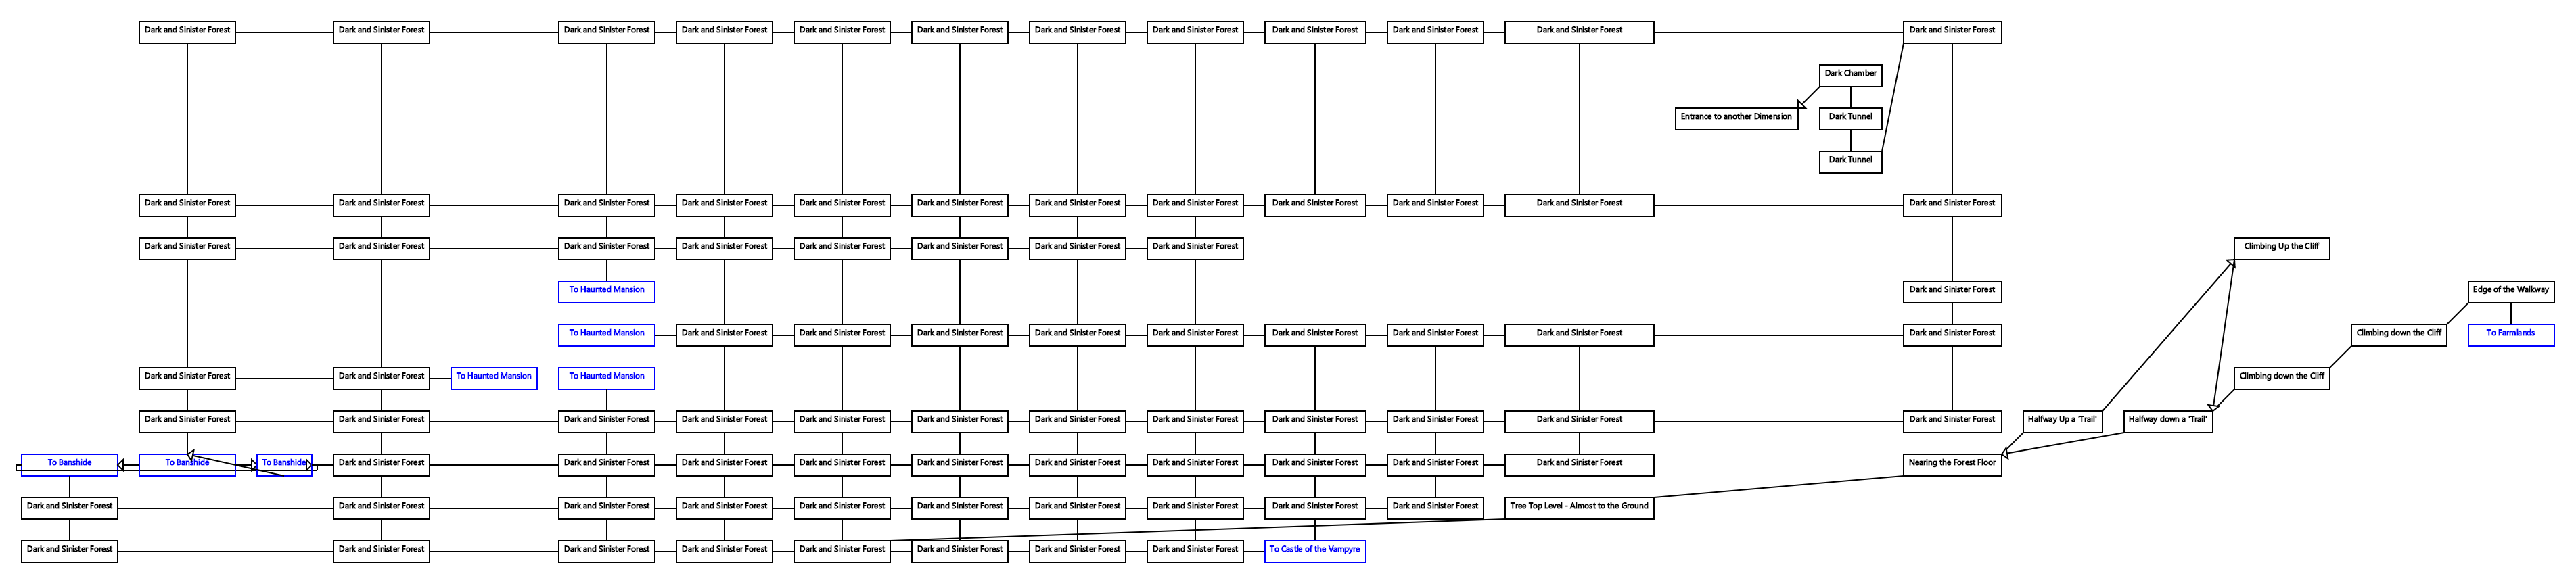 Dark and Sinister Forest Dark and Sinister Forest Dark and Sinister Forest Dark and Sinister Forest Dark and Sinister Forest Dark and Sinister Forest Dark and Sinister Forest Dark and Sinister Forest Dark and Sinister Forest Dark and Sinister Forest Dark and Sinister Forest Dark and Sinister Forest
Dark Chamber
Entrance to another Dimension Dark Tunnel
Dark Tunnel
Dark and Sinister Forest Dark and Sinister Forest Dark and Sinister Forest Dark and Sinister Forest Dark and Sinister Forest Dark and Sinister Forest Dark and Sinister Forest Dark and Sinister Forest Dark and Sinister Forest Dark and Sinister Forest Dark and Sinister Forest Dark and Sinister Forest
Dark and Sinister Forest Dark and Sinister Forest Dark and Sinister Forest Dark and Sinister Forest Dark and Sinister Forest Dark and Sinister Forest Dark and Sinister Forest Dark and Sinister Forest Climbing Up the Cliff
To Haunted Mansion Dark and Sinister Forest Edge of the Walkway
To Haunted Mansion Dark and Sinister Forest Dark and Sinister Forest Dark and Sinister Forest Dark and Sinister Forest Dark and Sinister Forest Dark and Sinister Forest Dark and Sinister Forest Dark and Sinister Forest Dark and Sinister Forest Climbing down the Cliff To Farmlands
Dark and Sinister Forest Dark and Sinister Forest To Haunted Mansion To Haunted Mansion Climbing down the Cliff
Dark and Sinister Forest Dark and Sinister Forest Dark and Sinister Forest Dark and Sinister Forest Dark and Sinister Forest Dark and Sinister Forest Dark and Sinister Forest Dark and Sinister Forest Dark and Sinister Forest Dark and Sinister Forest Dark and Sinister Forest Dark and Sinister Forest Halfway Up a 'Trail' Halfway down a 'Trail'
To Banshide To Banshide To Banshide Dark and Sinister Forest Dark and Sinister Forest Dark and Sinister Forest Dark and Sinister Forest Dark and Sinister Forest Dark and Sinister Forest Dark and Sinister Forest Dark and Sinister Forest Dark and Sinister Forest Dark and Sinister Forest Nearing the Forest Floor
Dark and Sinister Forest Dark and Sinister Forest Dark and Sinister Forest Dark and Sinister Forest Dark and Sinister Forest Dark and Sinister Forest Dark and Sinister Forest Dark and Sinister Forest Dark and Sinister Forest Dark and Sinister Forest Tree Top Level - Almost to the Ground
Dark and Sinister Forest Dark and Sinister Forest Dark and Sinister Forest Dark and Sinister Forest Dark and Sinister Forest Dark and Sinister Forest Dark and Sinister Forest Dark and Sinister Forest To Castle of the Vampyre